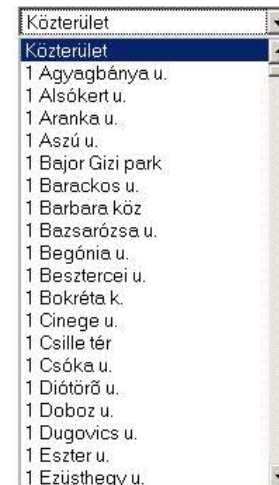 Közterület
Közterület
1 Agyagbánya u.
1 Alsókert u.
1 Aranka u.
1 Aszú u.
1 Bajor Gizi park
1 Barackos u.
1 Barbara köz
1 Bazsarózsa u.
1 Begónia u.
1 Besztercei u.
1 Bokréta k.
1 Cinege u.
1 Csille tér
1 Csóka u.
1 Diótörõ u.
1 Doboz u.
1 Dugovics u.
1 Eszter u.
1 Ezüsthegy u.